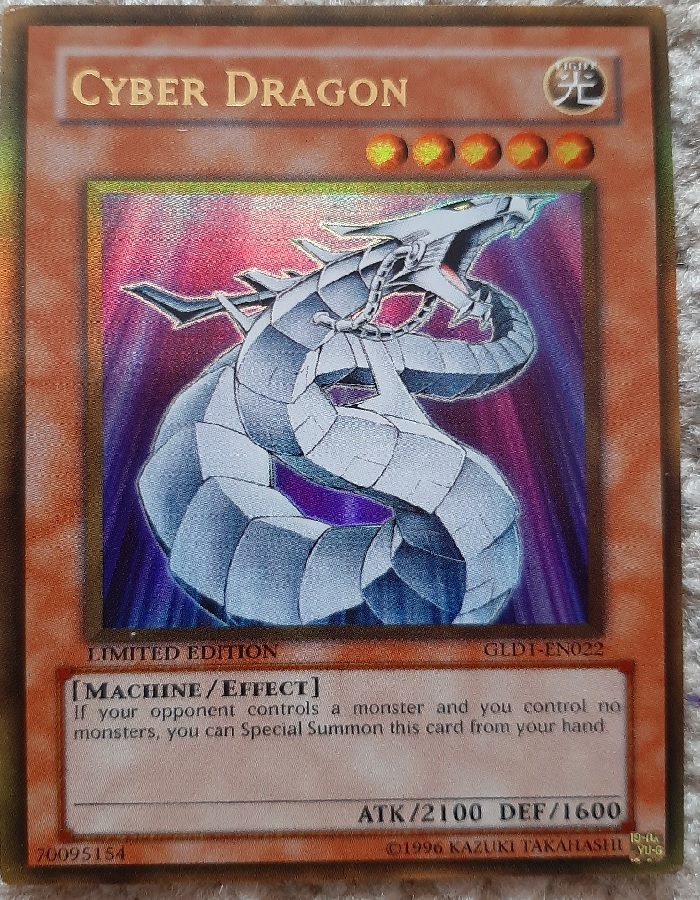 CYBER DRAGON
LIGHT
光
LIMITED EDITION GLD1-EN022
[MACHINE/EFFECT]
If your opponent controls a monster and you control no
monsters, you can Special Summon this card from your hand.
ATK/2100 DEF/1600
70095154 ©1996 KAZUKI TAKAHASHI